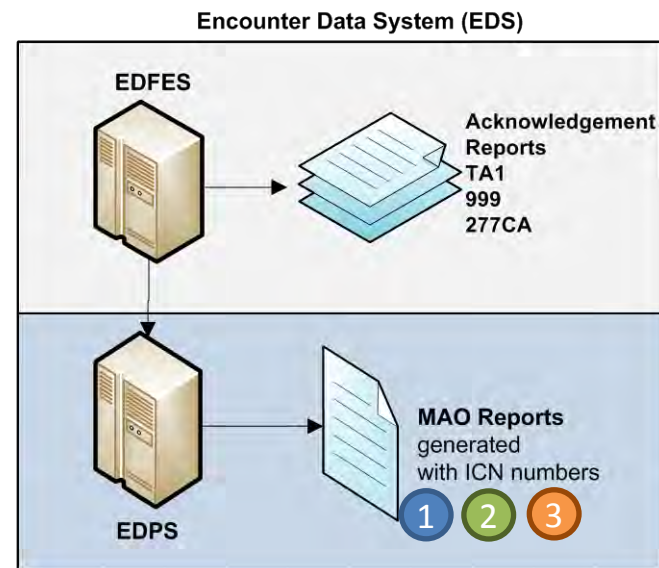 Encounter Data System (EDS)
EDFES
Acknowledgement
Reports
TA1
999
277CA
MAO Reports
generated
with ICN numbers
1 2 3
EDPS